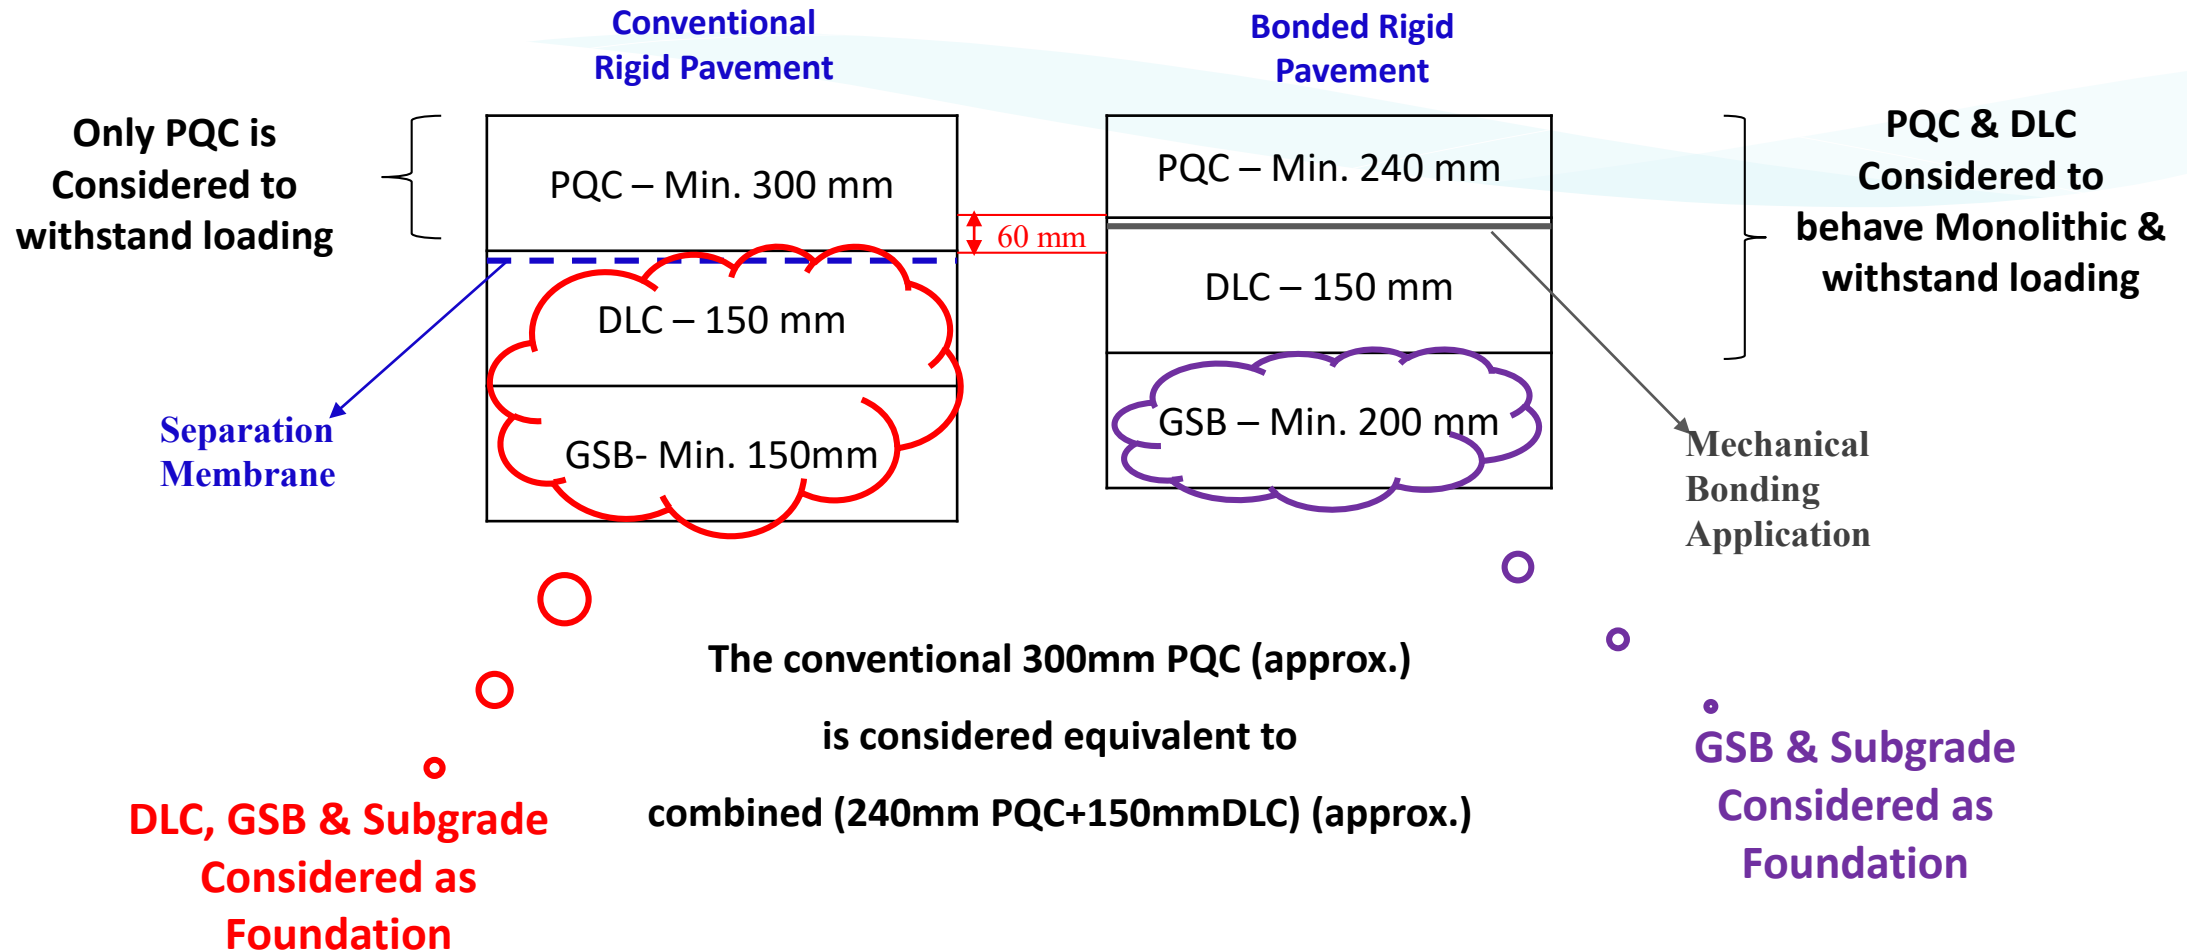 Conventional
Rigid Pavement
Bonded Rigid
Pavement
Only PQC is
Considered to
withstand loading
PQC – Min. 300 mm
DLC – 150 mm
GSB- Min. 150mm
60 mm
PQC – Min. 240 mm
DLC – 150 mm
GSB – Min. 200 mm
PQC & DLC
Considered to
behave Monolithic &
withstand loading
Separation
Membrane
Mechanical
Bonding
Application
The conventional 300mm PQC (approx.)
is considered equivalent to
combined (240mm PQC+150mmDLC) (approx.)
DLC, GSB & Subgrade
Considered as
Foundation
GSB & Subgrade
Considered as
Foundation